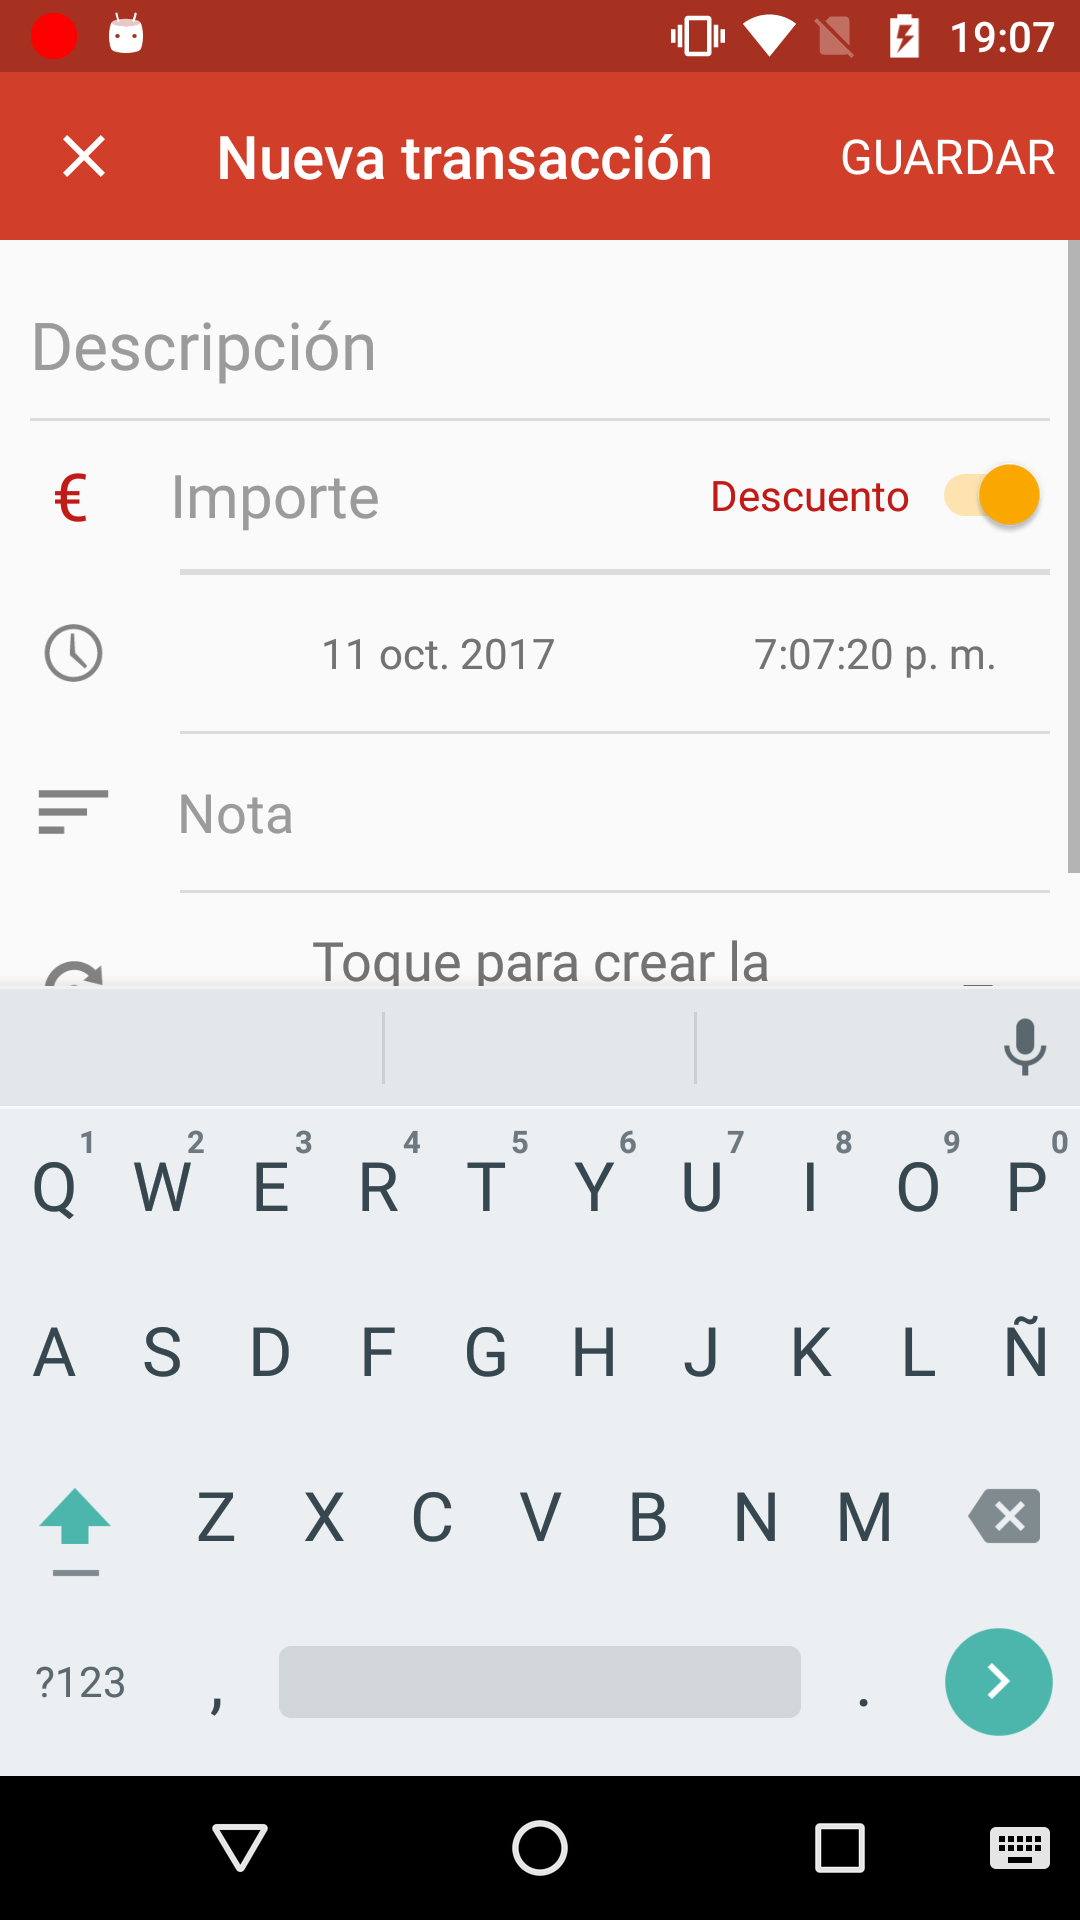 19:07
Nueva transacción GUARDAR
Descripción
€ Importe Descuento
11 oct. 2017 7:07:20 p. m.
Nota
Toque para crear la
1 2 3 4 5 6 7 8 9 0
Q W E R T Y U I O P
A S D F G H J K L Ñ
Z X C V B N M
?123 , .